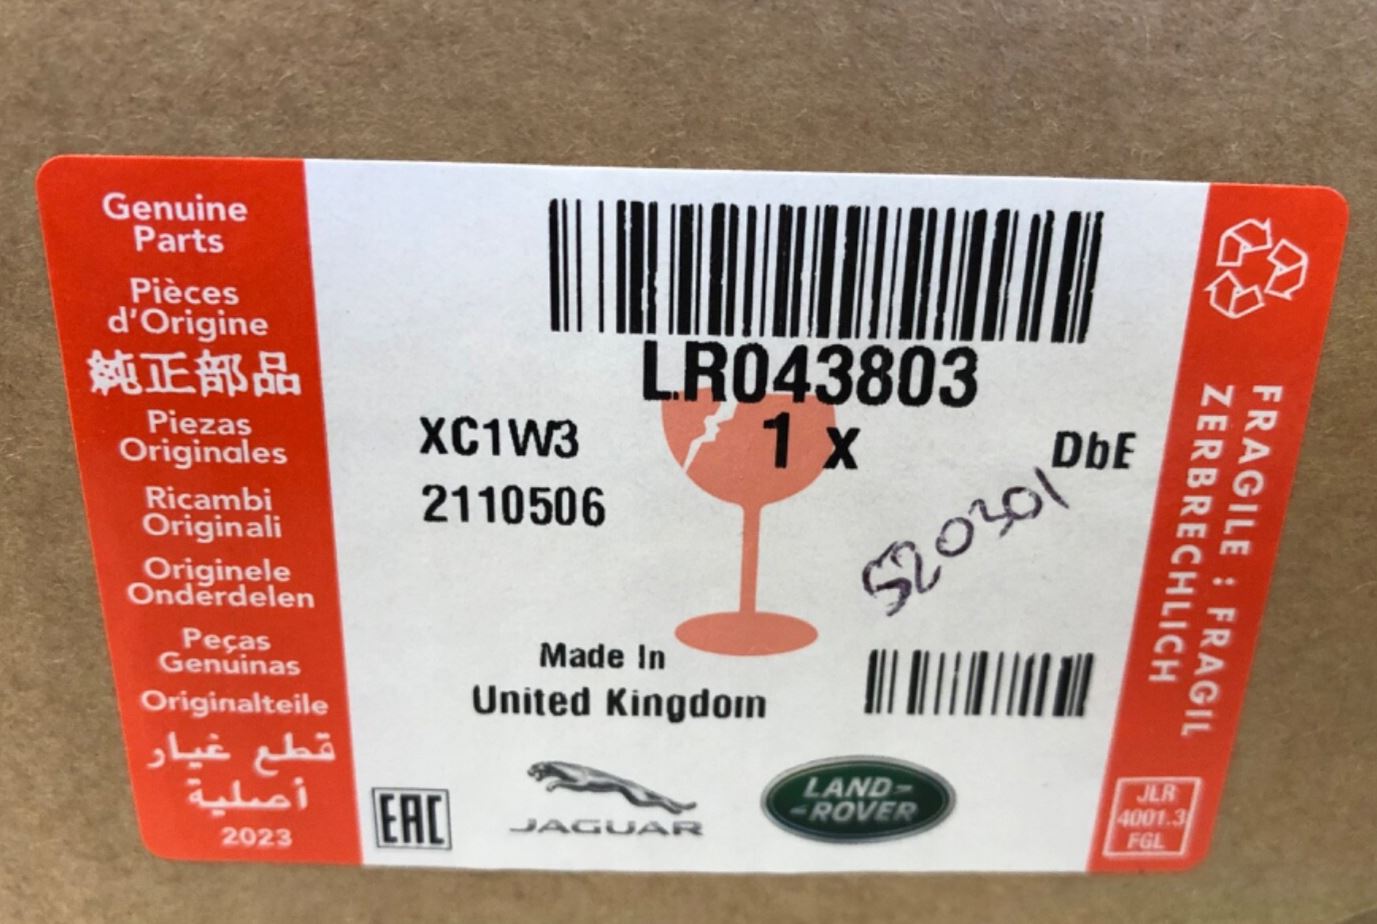 Genuine
Parts
Pièces
d'Origine
純正部品
Piezas
Originales
Ricambi
Originali
Originele
Onderdelen
Peças
Genuinas
Originalteile
قطع غيار
أصلية
2023
LR043803
XC1W3
1 x
DbE
2110506
520301
Made In
United Kingdom
EAC
JAGUAR
LAND-
-ROVER
FRAGILE : FRAGIL
ZERBRECHLICH
JLR
4001.3
FGL